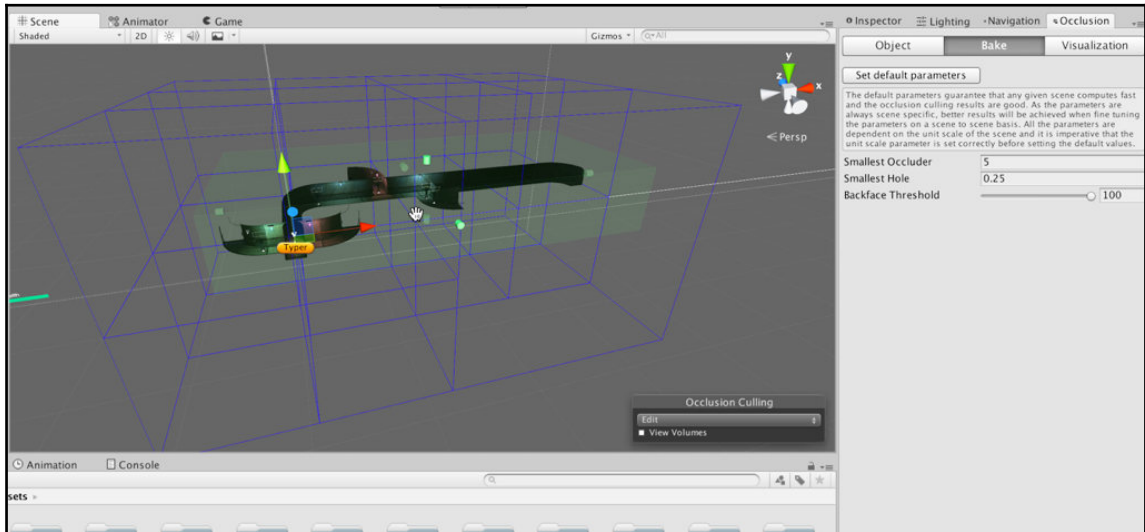 Scene Animator Game
Shaded 2D Gizmos All
Inspector Lighting Navigation Occlusion
Object Bake Visualization
Set default parameters
The default parameters guarantee that any given scene computes fast
and the occlusion culling results are good. As the parameters are
always scene specific, better results will be achieved when fine tuning
the parameters on a scene to scene basis. All the parameters are
dependent on the unit scale of the scene and it is imperative that the
unit scale parameter is set correctly before setting the default values.
Smallest Occluder 5
Smallest Hole 0.25
Backface Threshold 100
y
z
x
Persp
Typer
Occlusion Culling
Edit
View Volumes
Animation Console
sets